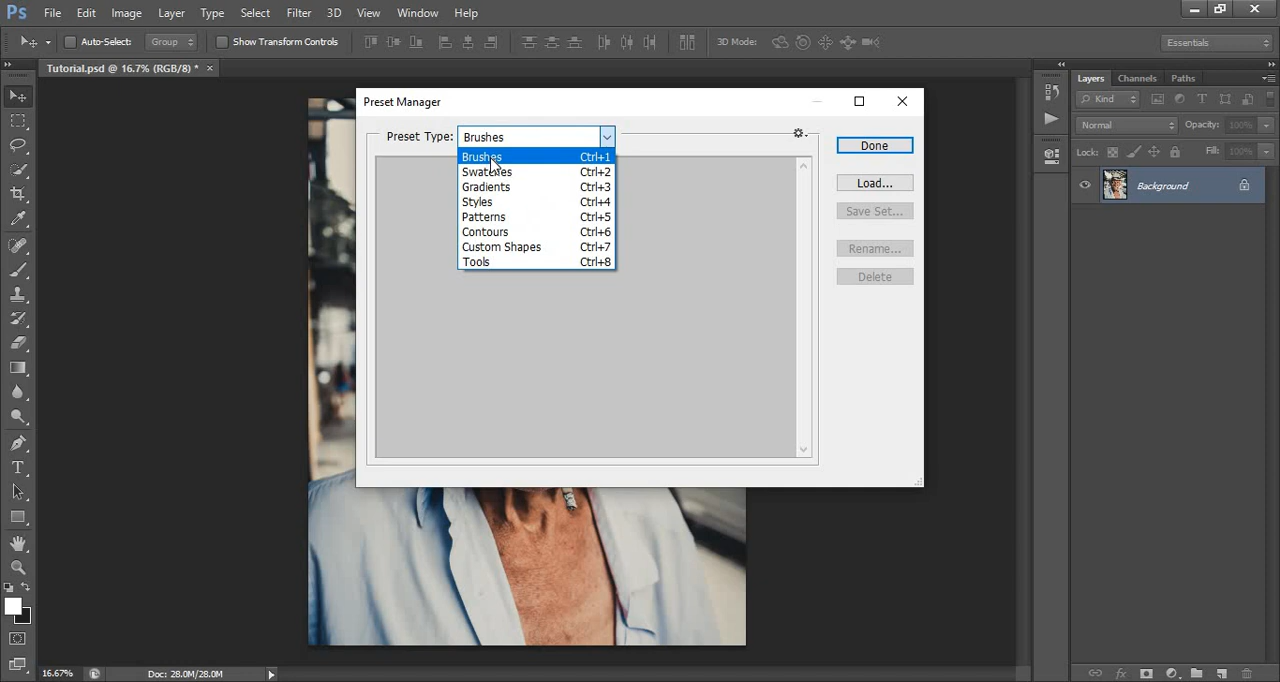 Ps File Edit Image Layer Type Select Filter 3D View Window Help
Auto-Select: Group Show Transform Controls 3D Mode: Essentials
Tutorial.psd @ 16.7% (RGB/8) * ×
Preset Manager
Preset Type: Brushes
Brushes Ctrl+1
Swatches Ctrl+2
Gradients Ctrl+3
Styles Ctrl+4
Patterns Ctrl+5
Contours Ctrl+6
Custom Shapes Ctrl+7
Tools Ctrl+8
Done
Load...
Save Set...
Rename...
Delete
Layers Channels Paths
Kind
Normal Opacity: 100%
Lock: Fill: 100%
Background
16.67% Doc: 28.0M/28.0M